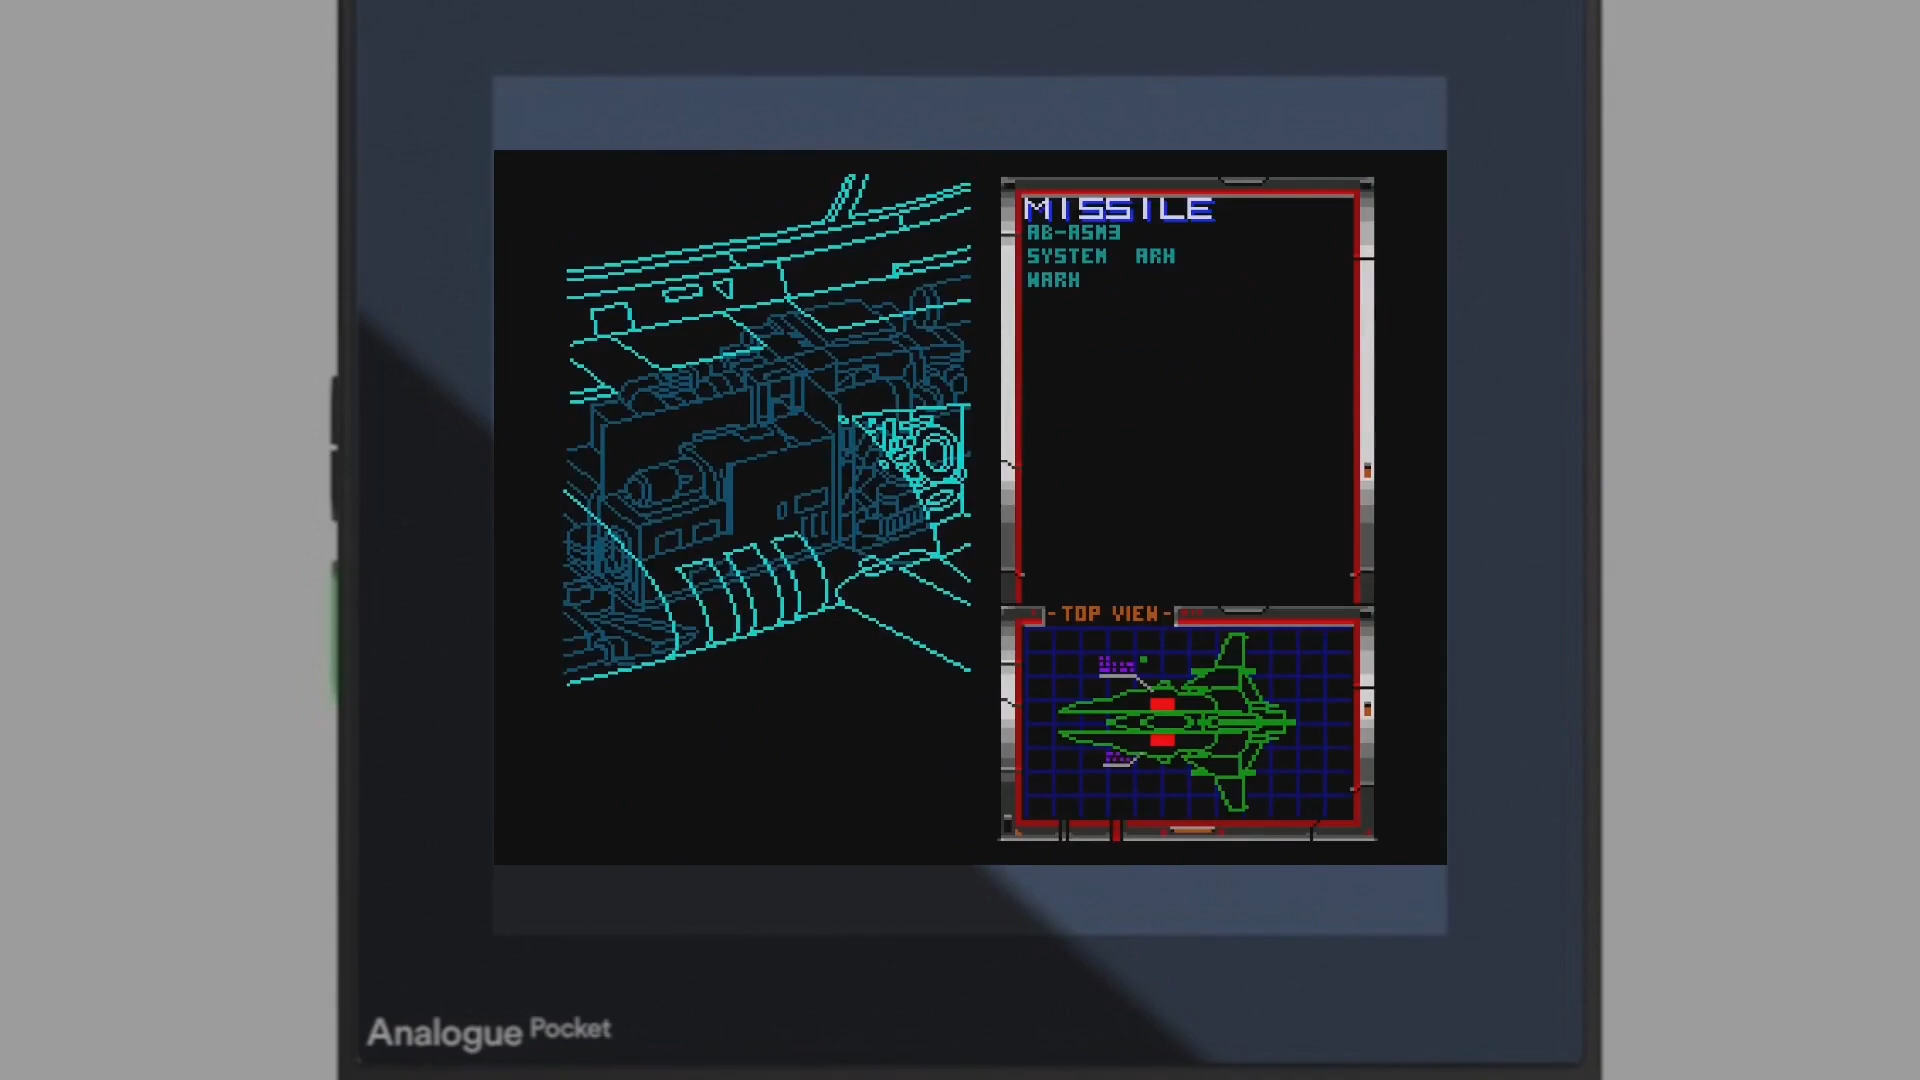 MISSILE
AB-ASM3
SYSTEM ARH
WARH
-TOP VIEW-
Analogue Pocket